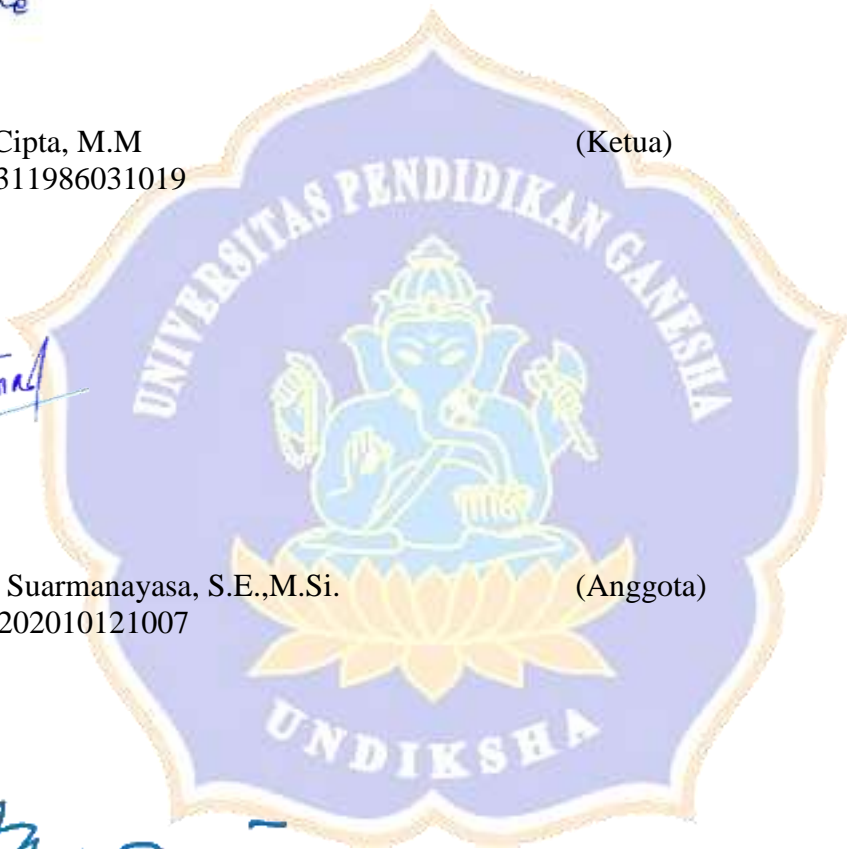 Cipta, M.M (Ketua)
311986031019
UNIVERSITAS PENDIDIKAN GANESHA
Suarmanayasa, S.E.,M.Si. (Anggota)
202010121007
UNDIKSHA